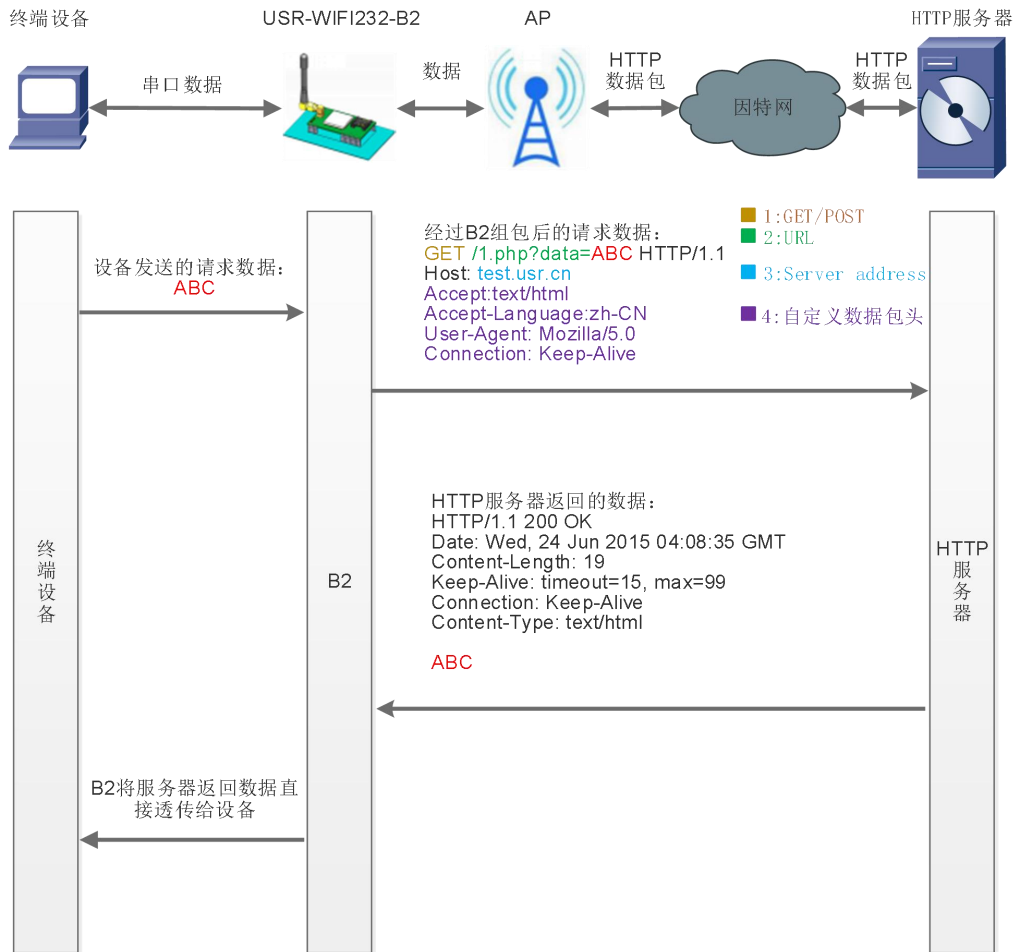 终端设备
USR-WIFI232-B2
AP
HTTP服务器
串口数据
数据
HTTP
数据包
因特网
HTTP
数据包
设备发送的请求数据:
ABC
经过B2组包后的请求数据:
GET /1.php?data=ABC HTTP/1.1
Host: test.usr.cn
Accept:text/html
Accept-Language:zh-CN
User-Agent: Mozilla/5.0
Connection: Keep-Alive
1:GET/POST
2:URL
3:Server address
4:自定义数据包头
HTTP服务器返回的数据:
HTTP/1.1 200 OK
Date: Wed, 24 Jun 2015 04:08:35 GMT
Content-Length: 19
Keep-Alive: timeout=15, max=99
Connection: Keep-Alive
Content-Type: text/html
ABC
终
端
设
备
B2
HTTP
服
务
器
B2将服务器返回数据直
接透传给设备